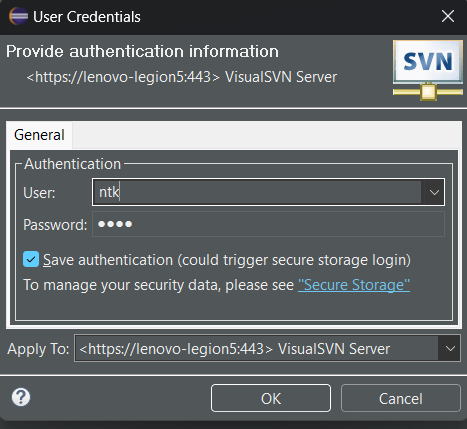 User Credentials
Provide authentication information
<https://lenovo-legion5:443> VisualSVN Server
SVN
General
Authentication
User: ntk
Password: ●●●●
Save authentication (could trigger secure storage login)
To manage your security data, please see "Secure Storage"
Apply To: <https://lenovo-legion5:443> VisualSVN Server
? OK Cancel